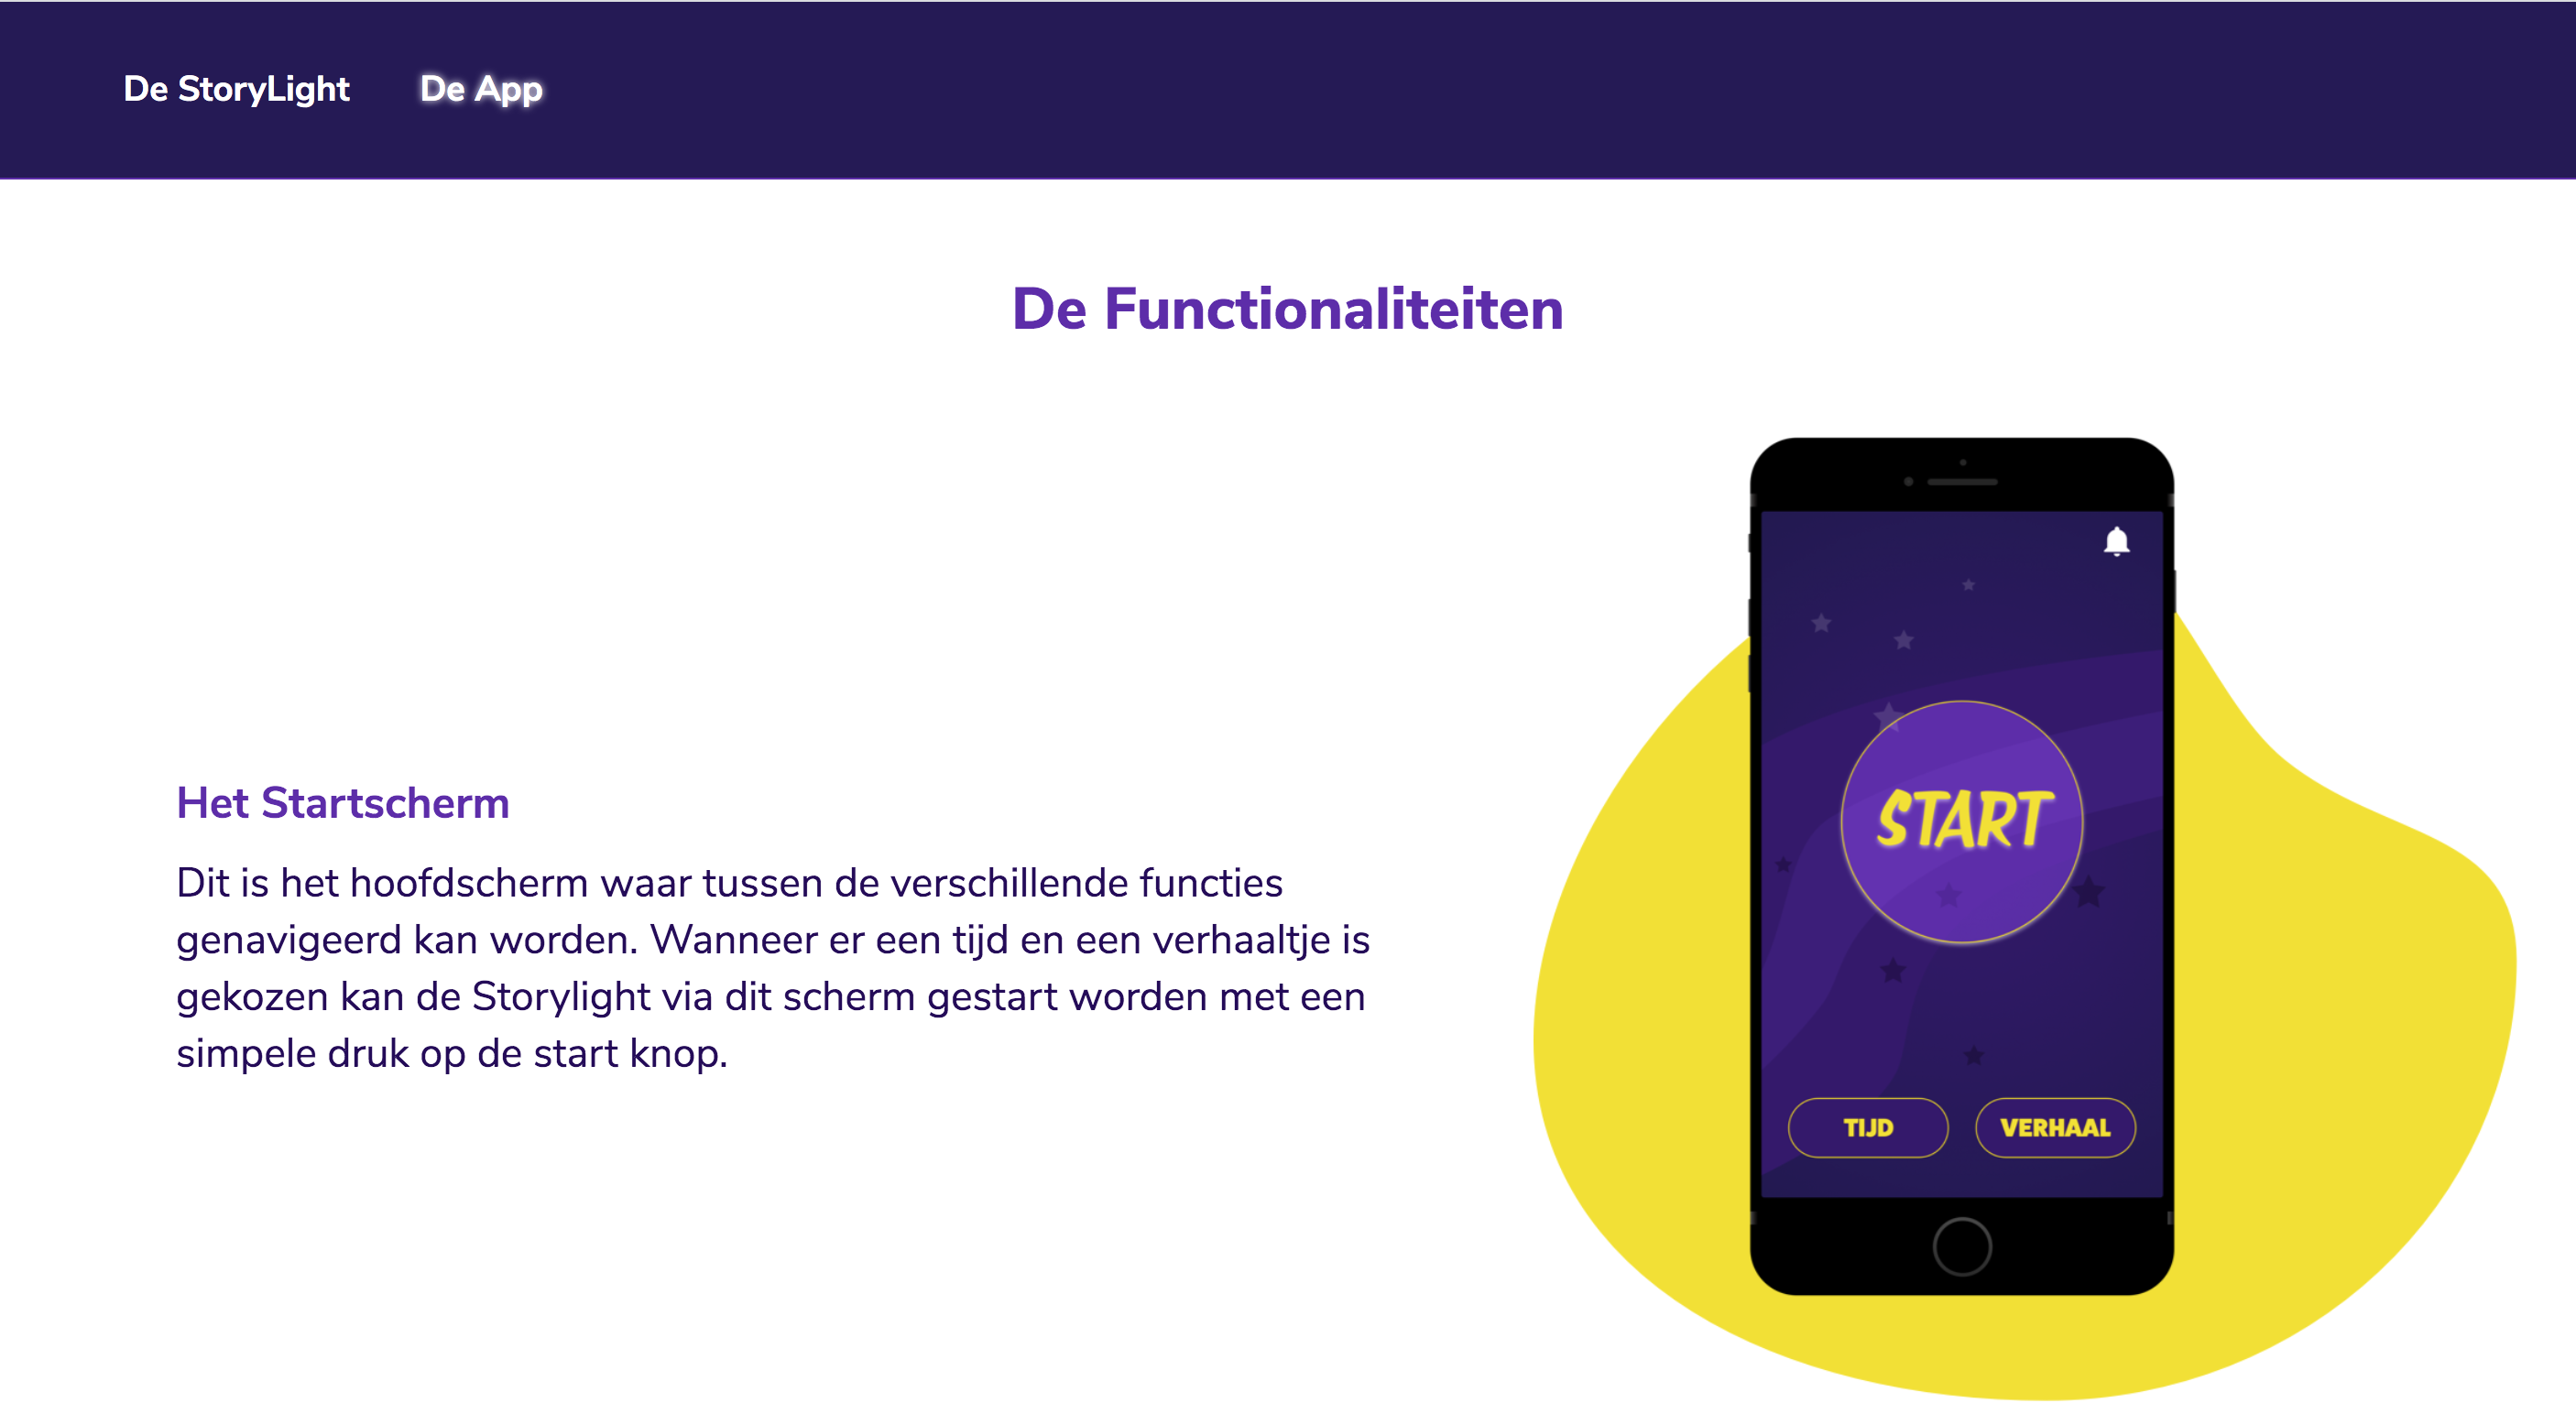 De StoryLight De App
De Functionaliteiten
Het Startscherm
Dit is het hoofdscherm waar tussen de verschillende functies
genavigeerd kan worden. Wanneer er een tijd en een verhaaltje is
gekozen kan de Storylight via dit scherm gestart worden met een
simpele druk op de start knop.
START
TIJD VERHAAL